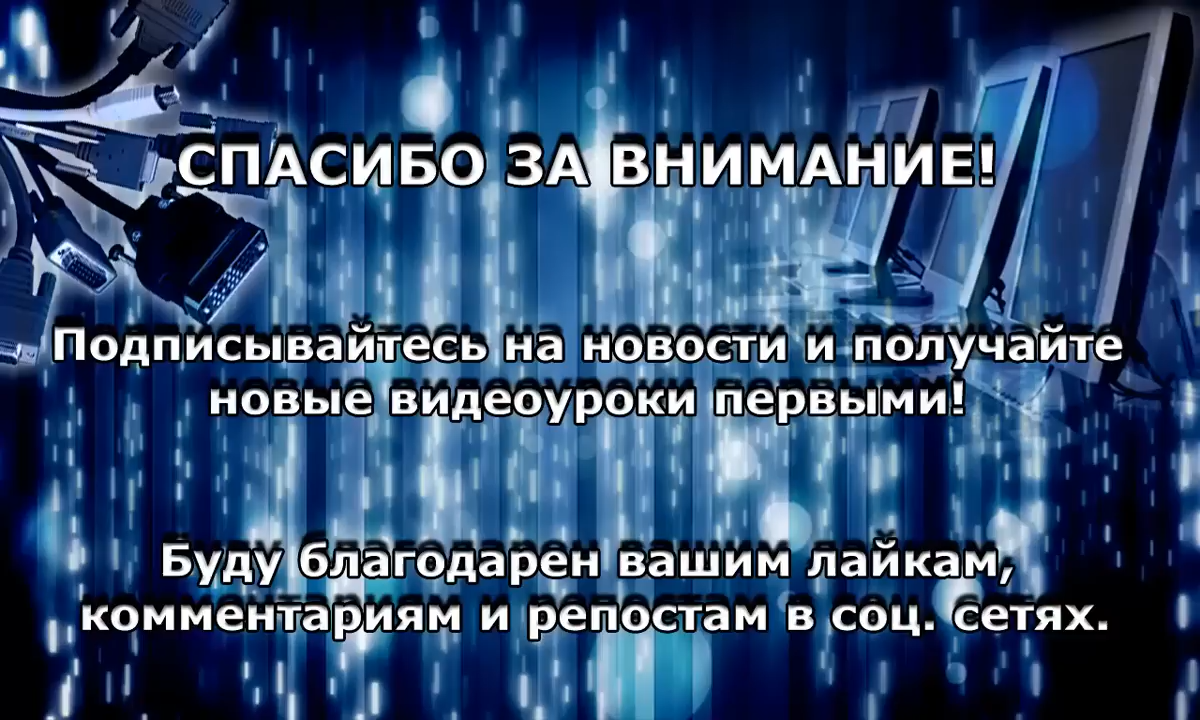 СПАСИБО ЗА ВНИМАНИЕ!
Подписывайтесь на новости и получайте
новые видеоуроки первыми!
Буду благодарен вашим лайкам,
комментариям и репостам в соц. сетях.